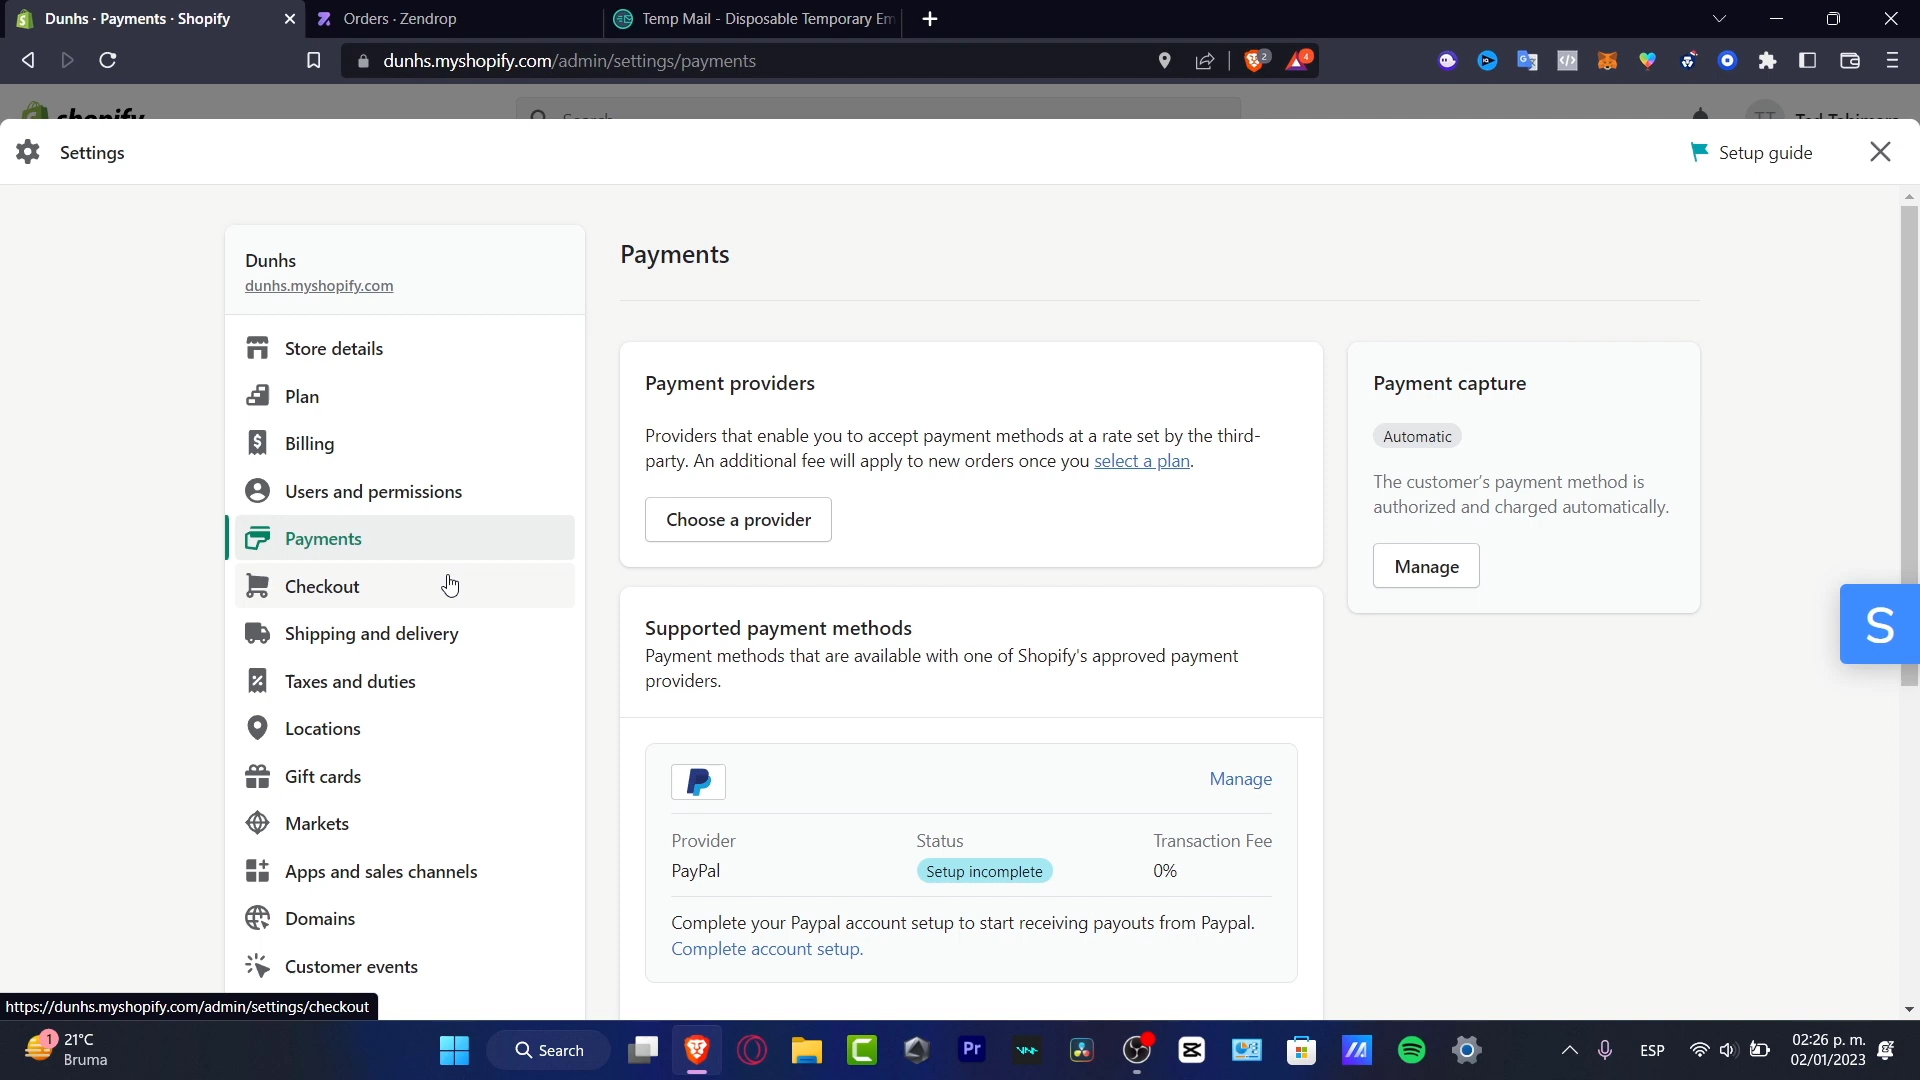 Dunhs · Payments · Shopify
Orders · Zendrop
Temp Mail - Disposable Temporary Em
dunhs.myshopify.com/admin/settings/payments
2
4
shopify
Search
TT
Settings
Setup guide
Dunhs
dunhs.myshopify.com
Store details
Plan
Billing
Users and permissions
Payments
Checkout
Shipping and delivery
Taxes and duties
Locations
Gift cards
Markets
Apps and sales channels
Domains
Customer events
Payments
Payment providers
Providers that enable you to accept payment methods at a rate set by the third-
party. An additional fee will apply to new orders once you select a plan.
Choose a provider
Supported payment methods
Payment methods that are available with one of Shopify's approved payment
providers.
Manage
Provider
Status
Transaction Fee
PayPal
Setup incomplete
0%
Complete your Paypal account setup to start receiving payouts from Paypal.
Complete account setup.
Payment capture
Automatic
The customer's payment method is
authorized and charged automatically.
Manage
S
https://dunhs.myshopify.com/admin/settings/checkout
1
21°C
Bruma
Search
Pr
ESP
02:26 p. m.
02/01/2023